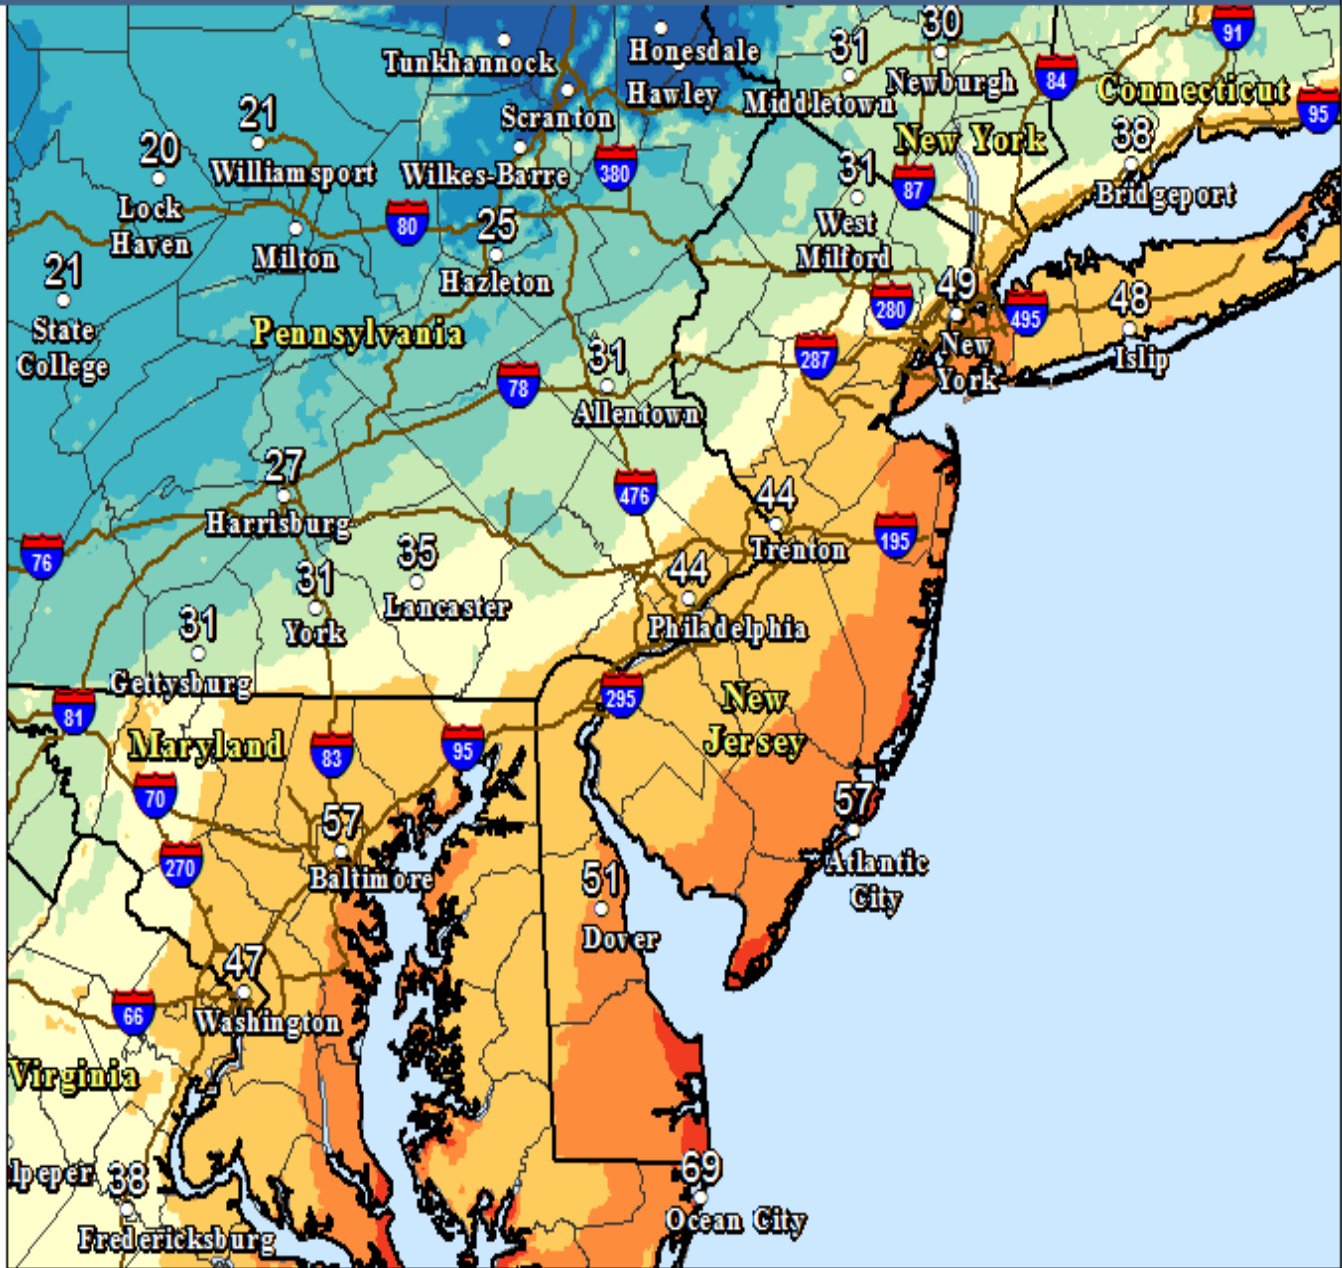 30
91
Honesdale
31
Tunkhannock
84
Newburgh
Hawley
Middletown
Connecticut
21
Scranton
95
38
New York
20
Williamsport
Wilkes-Barre
380
31
87
Bridgeport
Lock
Haven
80
25
West
Milford
Milton
21
Hazleton
49
280
48
495
State
College
Pennsylvania
New
York
31
287
Islip
78
Allentown
27
476
44
Harrisburg
195
76
35
Trenton
44
31
Lancaster
31
York
Philadelphia
Gettysburg
295
New
Jersey
81
Maryland
83
95
70
57
57
270
Baltimore
Atlantic
City
51
Dover
47
66
Washington
Virginia
lpeper
38
69
Ocean City
Fredericksburg